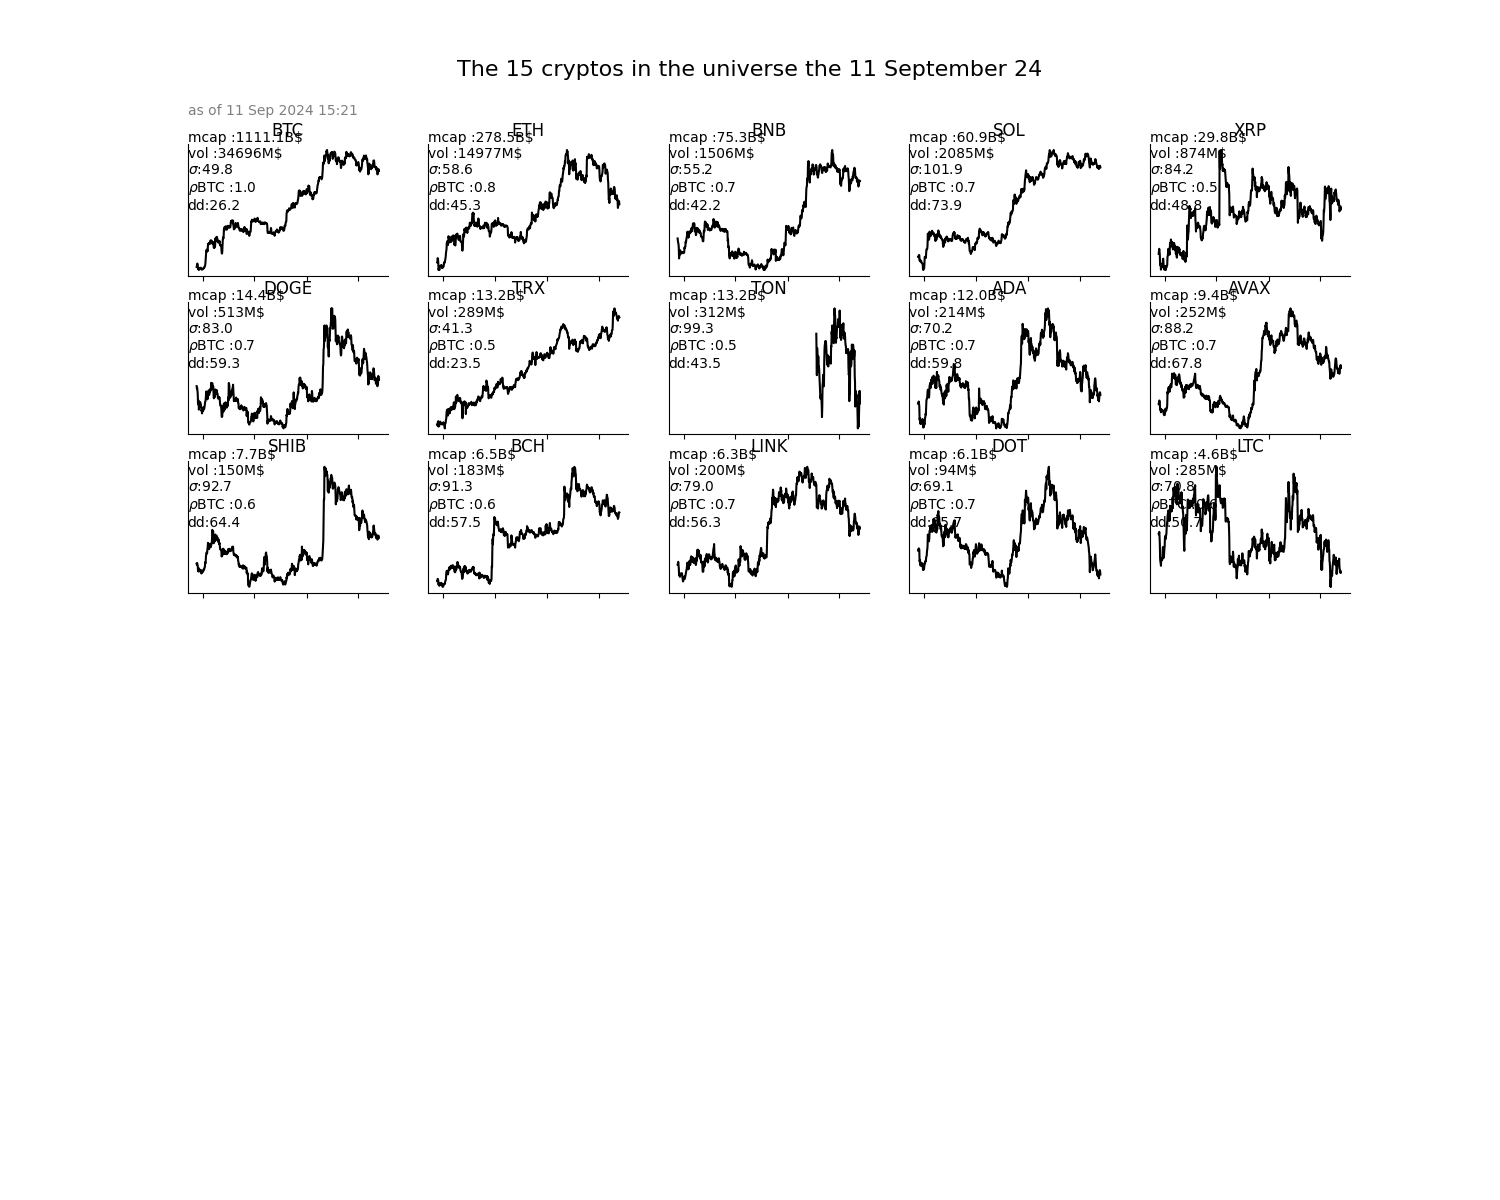 The 15 cryptos in the universe the 11 September 24
as of 11 Sep 2024 15:21
BTC
mcap :1111.1B$
vol :34696M$
σ:49.8
ρBTC :1.0
dd:26.2
ETH
mcap :278.5B$
vol :14977M$
σ:58.6
ρBTC :0.8
dd:45.3
BNB
mcap :75.3B$
vol :1506M$
σ:55.2
ρBTC :0.7
dd:42.2
SOL
mcap :60.9B$
vol :2085M$
σ:101.9
ρBTC :0.7
dd:73.9
XRP
mcap :29.8B$
vol :874M$
σ:84.2
ρBTC :0.5
dd:48.8
DOGE
mcap :14.4B$
vol :513M$
σ:83.0
ρBTC :0.7
dd:59.3
TRX
mcap :13.2B$
vol :289M$
σ:41.3
ρBTC :0.5
dd:23.5
TON
mcap :13.2B$
vol :312M$
σ:99.3
ρBTC :0.5
dd:43.5
ADA
mcap :12.0B$
vol :214M$
σ:70.2
ρBTC :0.7
dd:59.8
AVAX
mcap :9.4B$
vol :252M$
σ:88.2
ρBTC :0.7
dd:67.8
SHIB
mcap :7.7B$
vol :150M$
σ:92.7
ρBTC :0.6
dd:64.4
BCH
mcap :6.5B$
vol :183M$
σ:91.3
ρBTC :0.6
dd:57.5
LINK
mcap :6.3B$
vol :200M$
σ:79.0
ρBTC :0.7
dd:56.3
DOT
mcap :6.1B$
vol :94M$
σ:69.1
ρBTC :0.7
LTC
mcap :4.6B$
vol :285M$